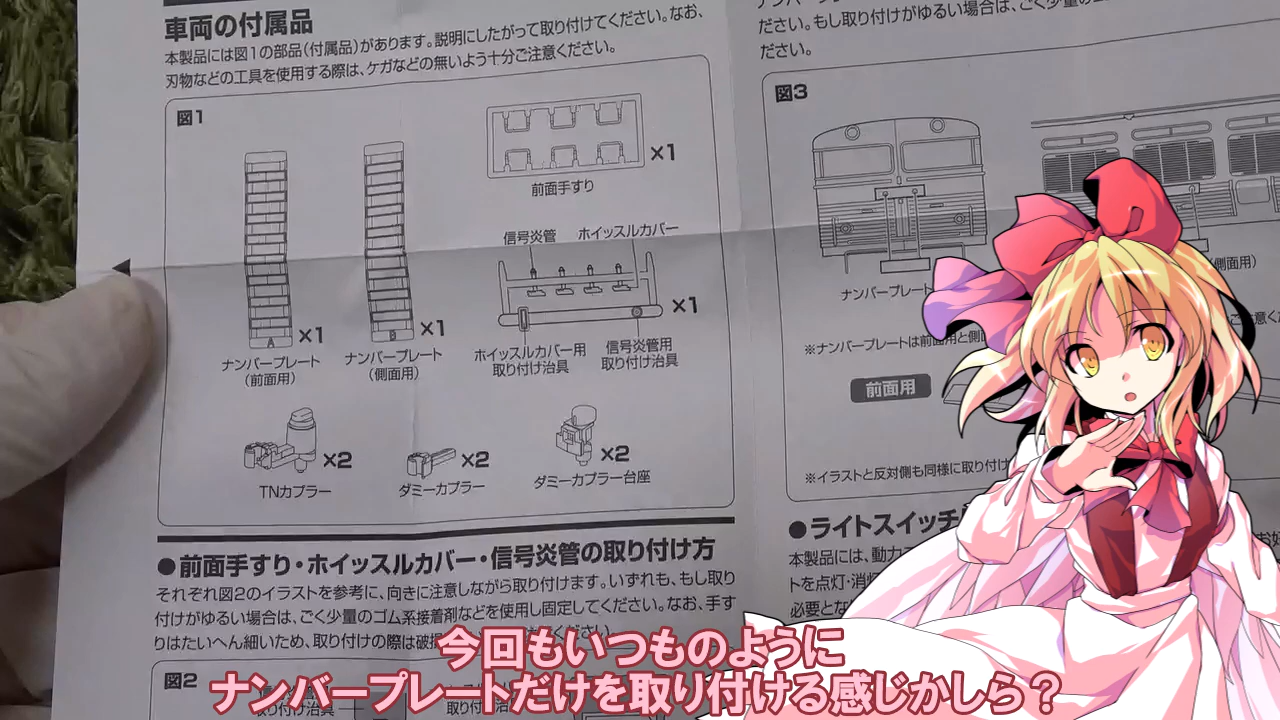 車両の付属品
本製品には図1の部品(付属品)があります。説明にしたがって取り付けてください。なお、
刃物などの工具を使用する際は、ケガなどの無いよう十分ご注意ください。
図1
×1
前面手すり
信号炎管 ホイッスルカバー
×1
×1
×1
ナンバープレート
(前面用)
ナンバープレート
(側面用)
ホイッスルカバー用
取り付け治具
信号炎管用
取り付け治具
×2
×2
×2
TNカプラー
ダミーカプラー
ダミーカプラー台座
●前面手すり・ホイッスルカバー・信号炎管の取り付け方
それぞれ図2のイラストを参考に、向きに注意しながら取り付けます。いずれも、もし取り
付けがゆるい場合は、ごく少量のゴム系接着剤などを使用し固定してください。なお、手す
りはたいへん細いため、取り付けの際は破損
図2
取り付け治具
取り付け
ださい。もし取り付けがゆるい場合は、ごく少量の
ださい。
図3
ナンバープレート
側面用)
※ナンバープレートは前面用と側面
前面用
※イラストと反対側も同様に取り付け
●ライトスイッチ
本製品には、動力
トを点灯・消灯
必要とな
今回もいつものように
ナンバープレートだけを取り付ける感じかしら？